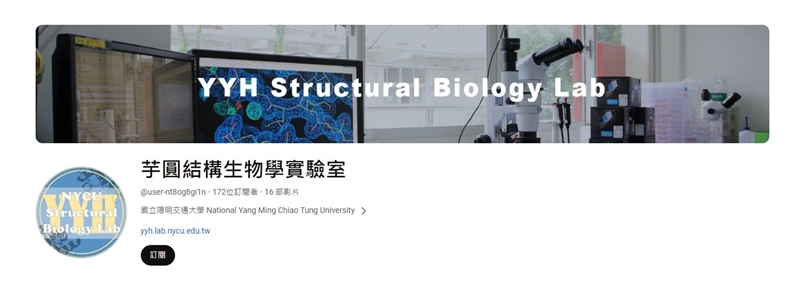 YYH Structural Biology Lab
芋圓結構生物學實驗室
@user-nt8og8gi1n · 172位訂閱者 · 16 部影片
國立陽明交通大學 National Yang Ming Chiao Tung University
yyh.lab.nycu.edu.tw
訂閱
YYH
NYCU
Structural
Biology Lab